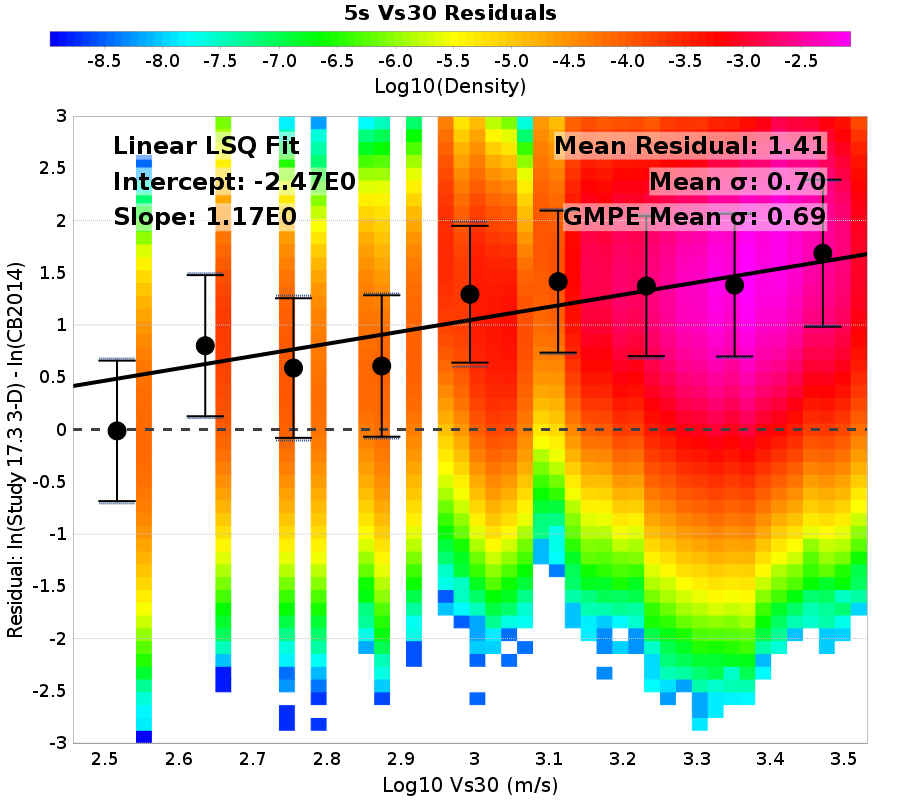 5s Vs30 Residuals
-8.5 -8.0 -7.5 -7.0 -6.5 -6.0 -5.5 -5.0 -4.5 -4.0 -3.5 -3.0 -2.5
Log10(Density)
Linear LSQ Fit
Intercept: -2.47E0
Slope: 1.17E0
Mean Residual: 1.41
Mean σ: 0.70
GMPE Mean σ: 0.69
Residual: ln(Study 17.3 3-D) - ln(CB2014)
3
2.5
2
1.5
1
0.5
0
-0.5
-1
-1.5
-2
-2.5
-3
2.5 2.6 2.7 2.8 2.9 3 3.1 3.2 3.3 3.4 3.5
Log10 Vs30 (m/s)